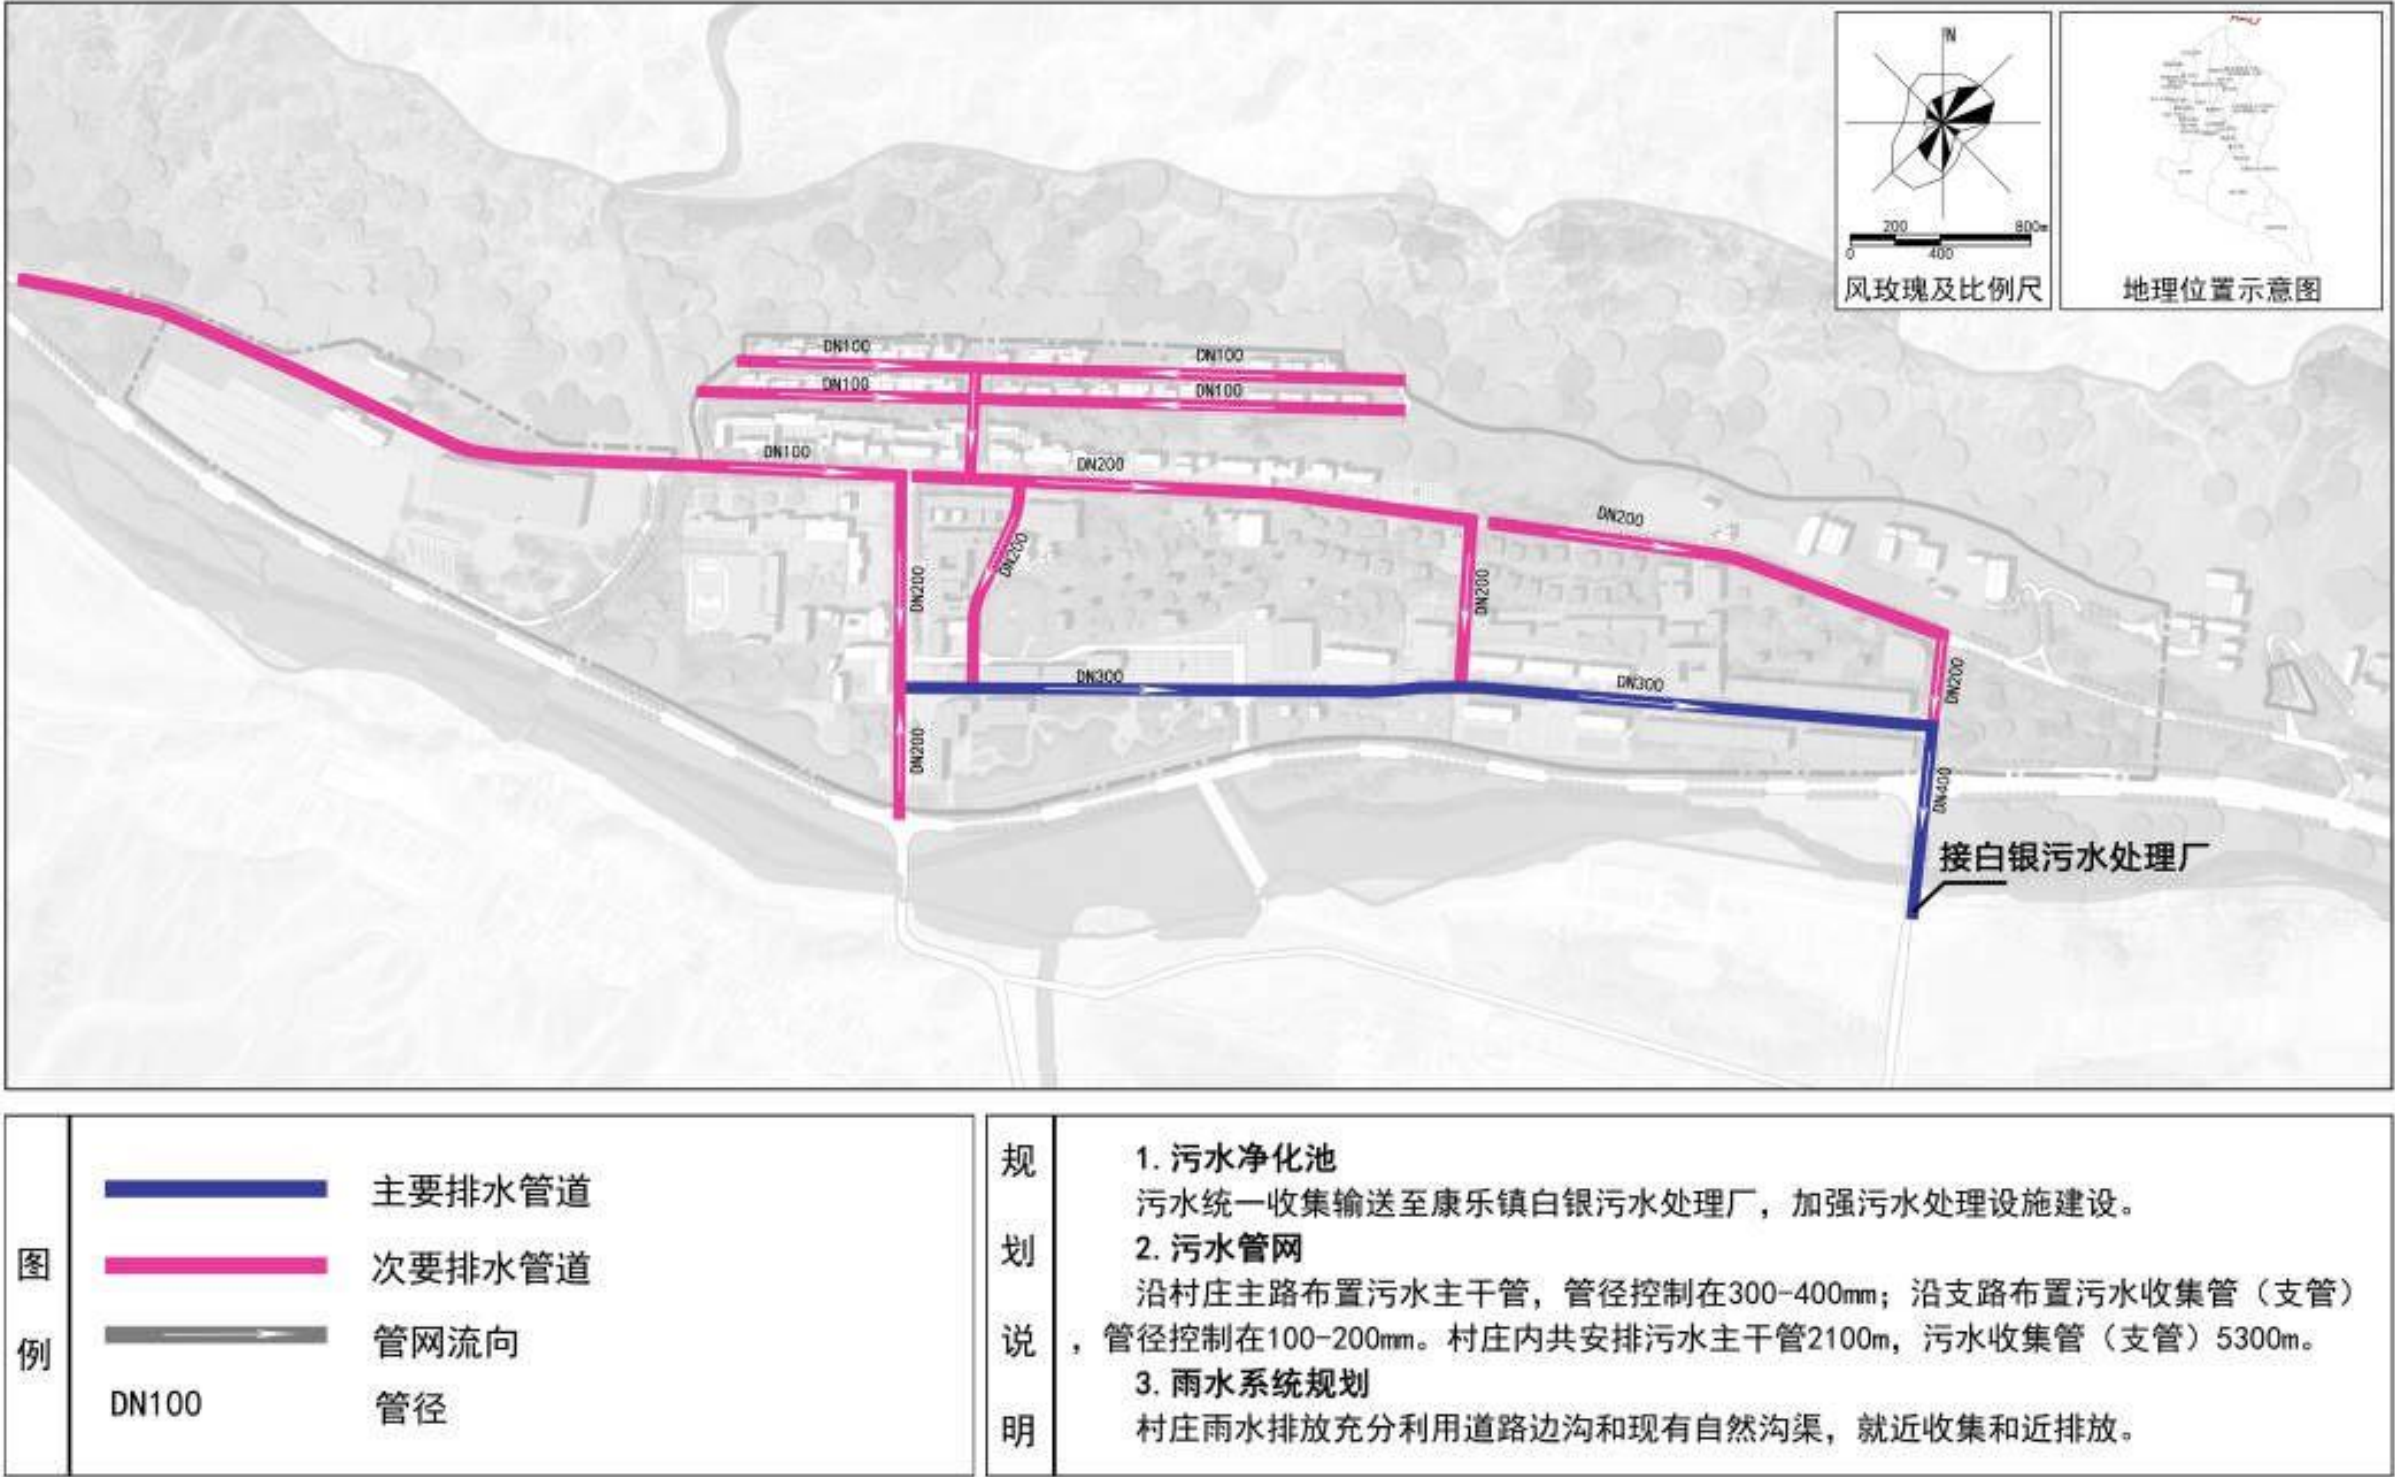 N
200
800m
0
400
风玫瑰及比例尺
地理位置示意图
DN100
DN100
DN100
DN100
DN100
DN200
DN200
DN200
DN200
DN200
DN200
DN300
DN300
DN200
DN400
接白银污水处理厂
图例
主要排水管道
次要排水管道
管网流向
DN100
管径
规划说明
1. 污水净化池
污水统一收集输送至康乐镇白银污水处理厂，加强污水处理设施建设。
2. 污水管网
沿村庄主路布置污水主干管，管径控制在300-400mm；沿支路布置污水收集管（支管）
，管径控制在100-200mm。村庄内共安排污水主干管2100m，污水收集管（支管）5300m。
3. 雨水系统规划
村庄雨水排放充分利用道路边沟和现有自然沟渠，就近收集和近排放。